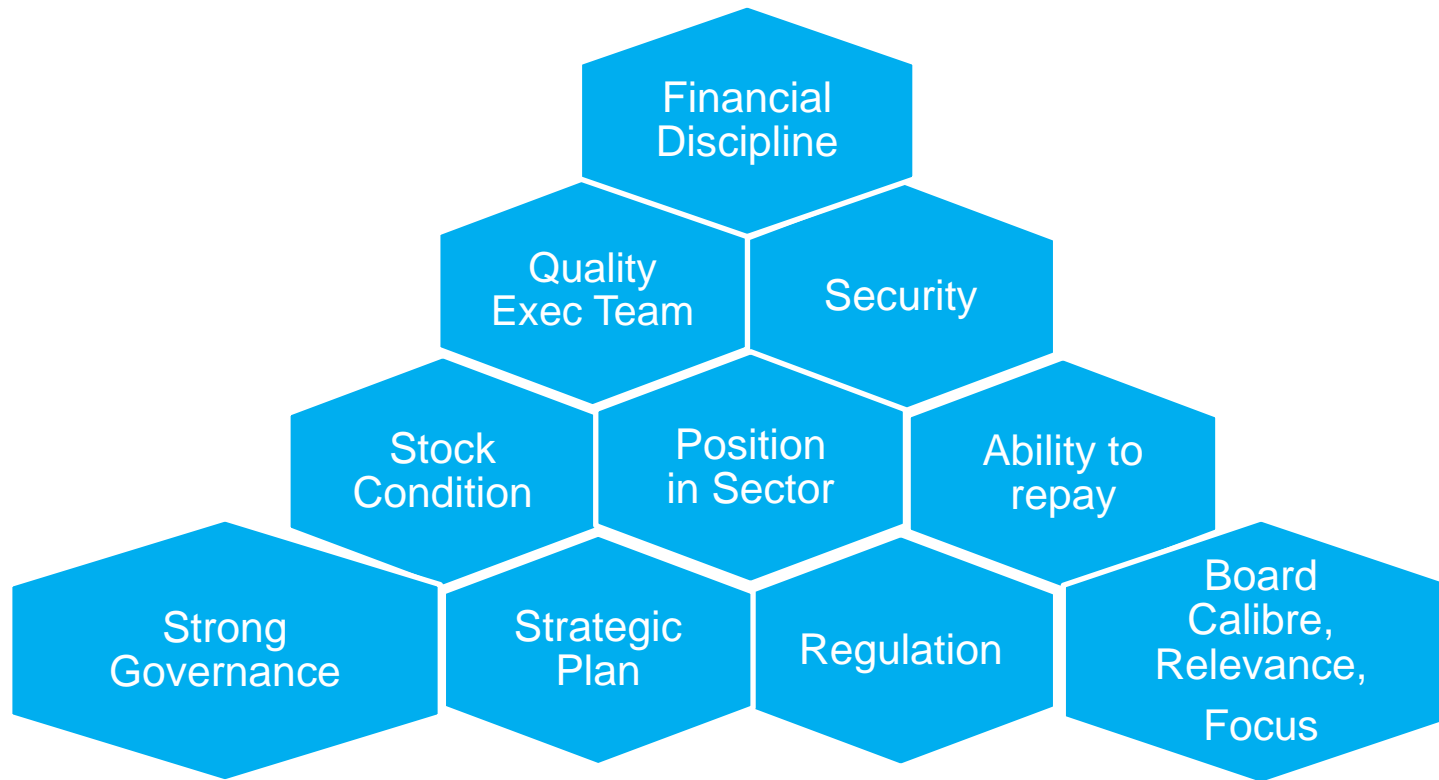 Financial
Discipline
Quality
Exec Team
Security
Stock
Condition
Position
in Sector
Ability to
repay
Strong
Governance
Strategic
Plan
Regulation
Board
Calibre,
Relevance,
Focus